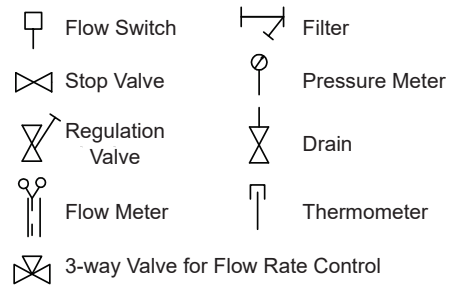 Flow Switch
Filter
Stop Valve
Pressure Meter
Regulation
Valve
Drain
Flow Meter
Thermometer
3-way Valve for Flow Rate Control